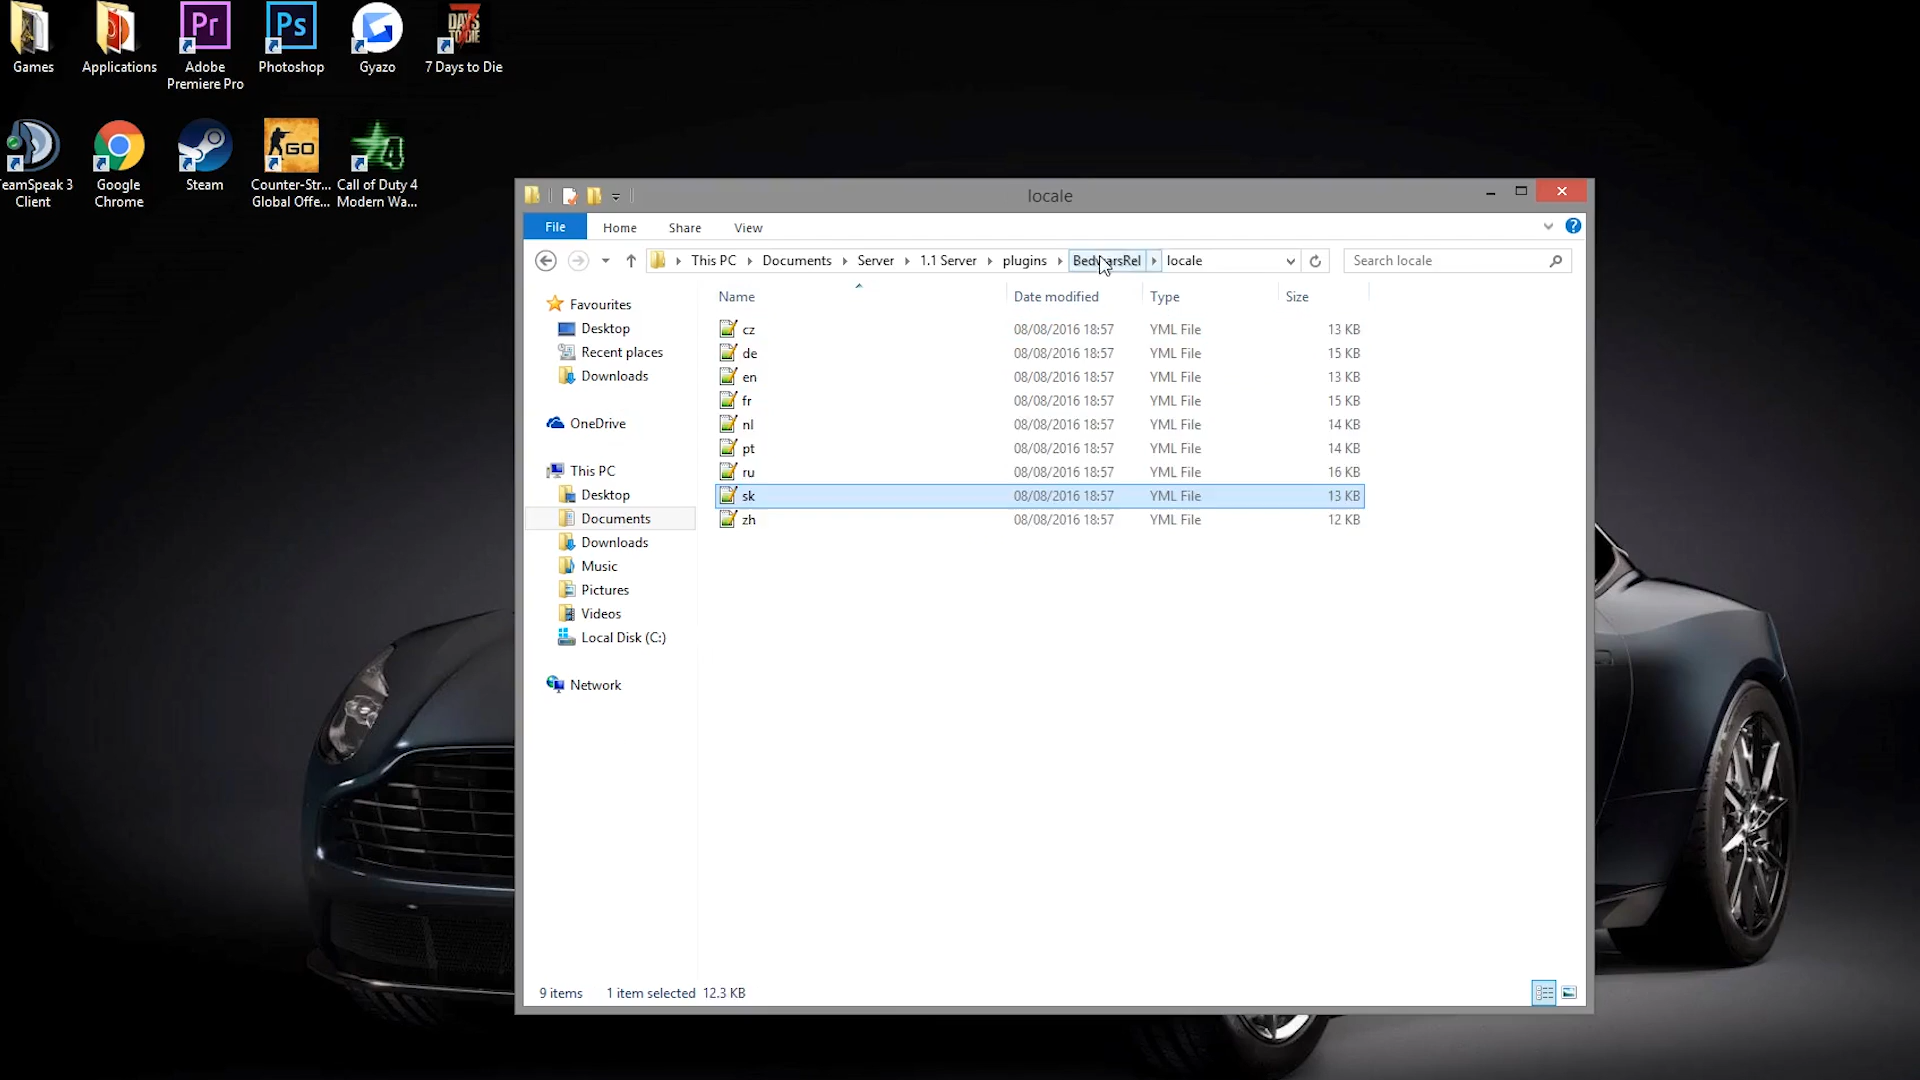 Games
Applications
Adobe
Premiere Pro
Photoshop
Gyazo
7 Days to Die
Pr
Ps
7
DAYS
TO DIE
eamSpeak 3
Client
Google
Chrome
Steam
GO
Counter-Str...
Global Offe...
4
Call of Duty 4
Modern Wa...
locale
File
Home
Share
View
This PC
Documents
Server
1.1 Server
plugins
locale
Search locale
Name
Date modified
Type
Size
Favourites
Desktop
Recent places
Downloads
OneDrive
This PC
Desktop
Documents
Downloads
Music
Pictures
Videos
Local Disk (C:)
Network
cz 08/08/2016 18:57 YML File 13 KB
de 08/08/2016 18:57 YML File 15 KB
en 08/08/2016 18:57 YML File 13 KB
fr 08/08/2016 18:57 YML File 15 KB
nl 08/08/2016 18:57 YML File 14 KB
pt 08/08/2016 18:57 YML File 14 KB
ru 08/08/2016 18:57 YML File 16 KB
sk 08/08/2016 18:57 YML File 13 KB
zh 08/08/2016 18:57 YML File 12 KB
9 items 1 item selected 12.3 KB